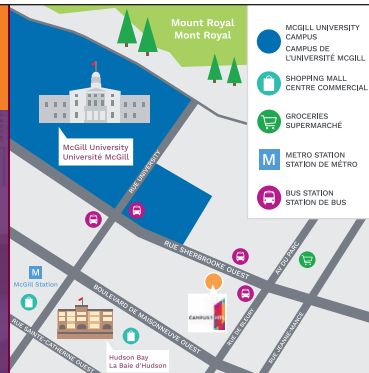 Mount Royal
Mont Royal
MCGILL UNIVERSITY
CAMPUS
CAMPUS DE
L'UNIVERSITÉ MCGILL
SHOPPING MALL
CENTRE COMMERCIAL
GROCERIES
SUPERMARCHÉ
M
METRO STATION
STATION DE MÉTRO
BUS STATION
STATION DE BUS
McGill University
Université McGill
RUE UNIVERSITY
RUE SHERBROOKE OUEST
AV DU PARC
M
McGill Station
BOULEVARD DE MAISONNEUVE OUEST
RUE DE BLEURY
RUE JEANNE-MANCE
RUE SAINTE-CATHERINE OUEST
Hudson Bay
La Baie d'Hudson